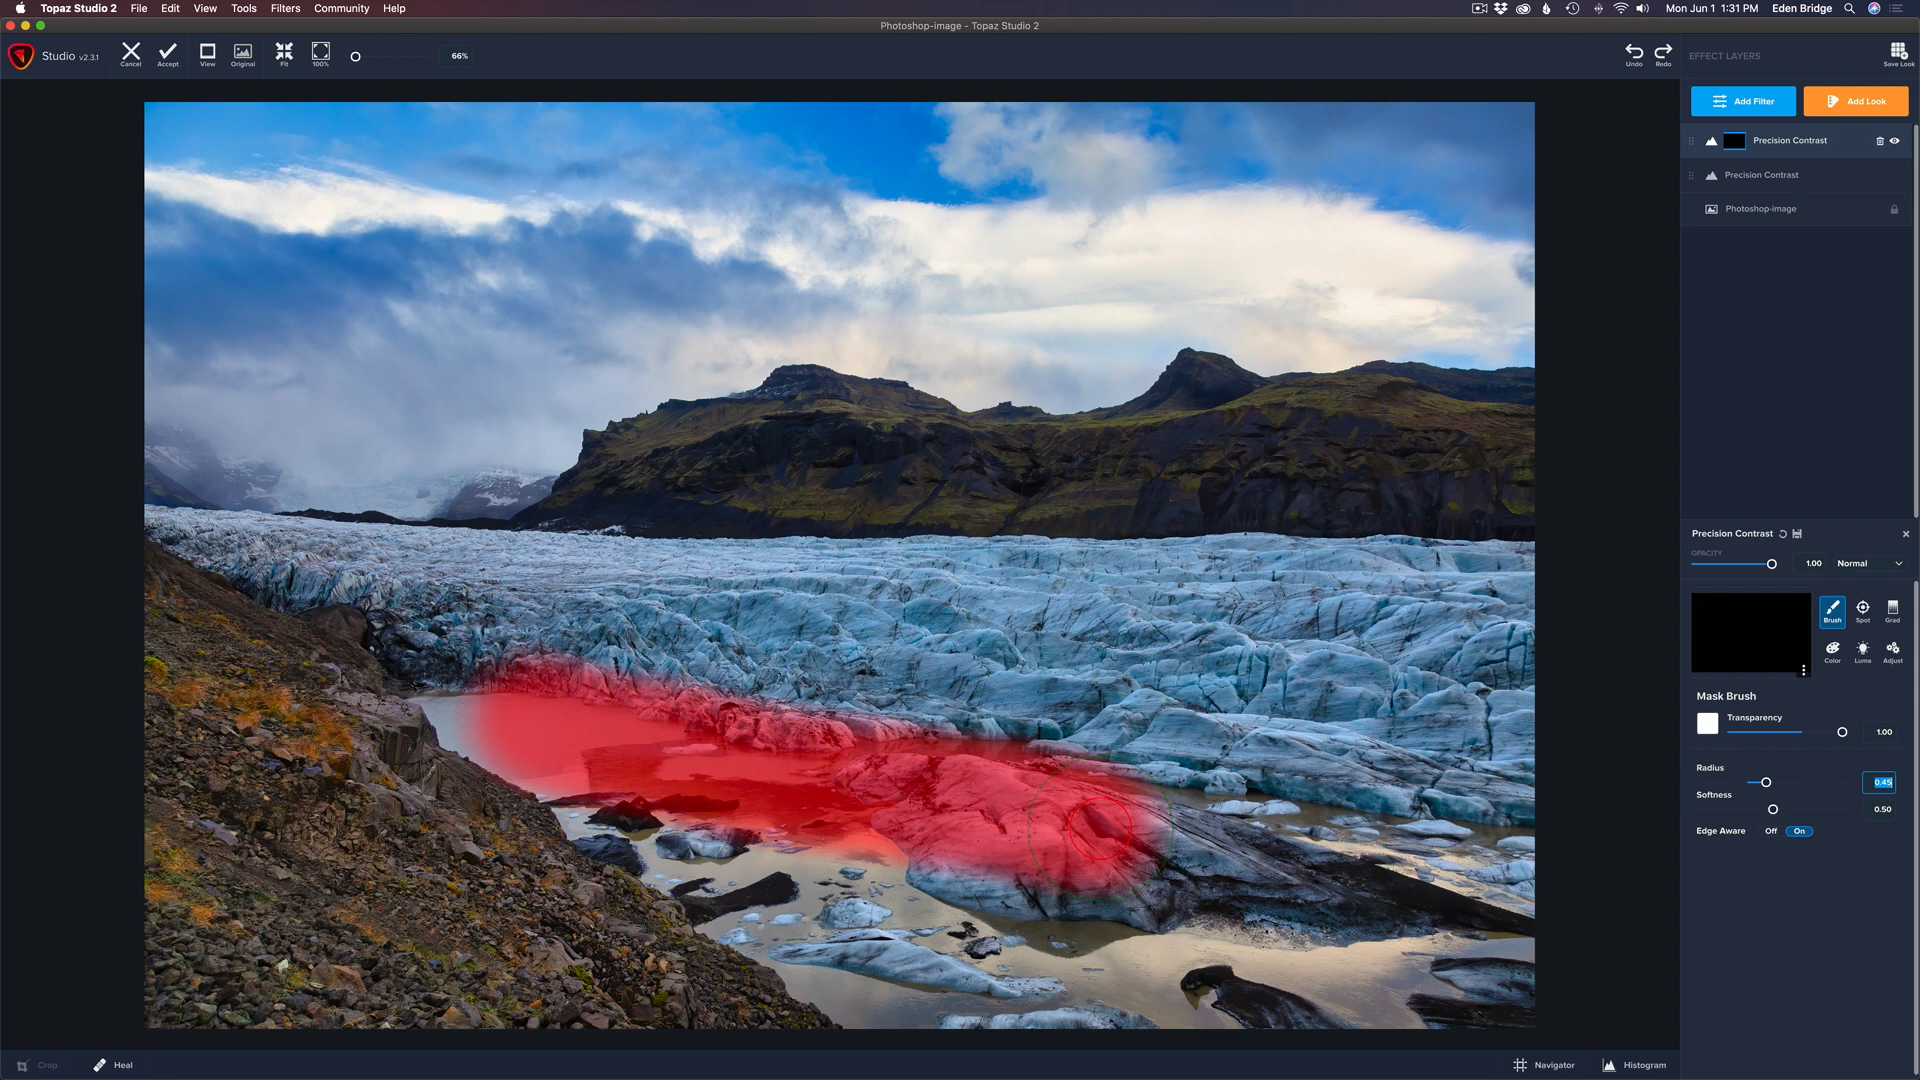 Topaz Studio 2 File Edit View Tools Filters Community Help Mon Jun 1 1:31 PM Eden Bridge
Photoshop-image - Topaz Studio 2
Studio v2.3.1
Cancel Accept View Original Fit 100% 66% Undo Redo
EFFECT LAYERS
Save Look
Add Filter Add Look
Precision Contrast
Precision Contrast
Photoshop-image
Precision Contrast
OPACITY
1.00 Normal
Brush Spot Grad
Color Luma Adjust
Mask Brush
Transparency
1.00
Radius
0.45
Softness
0.50
Edge Aware Off On
Crop Heal Navigator Histogram